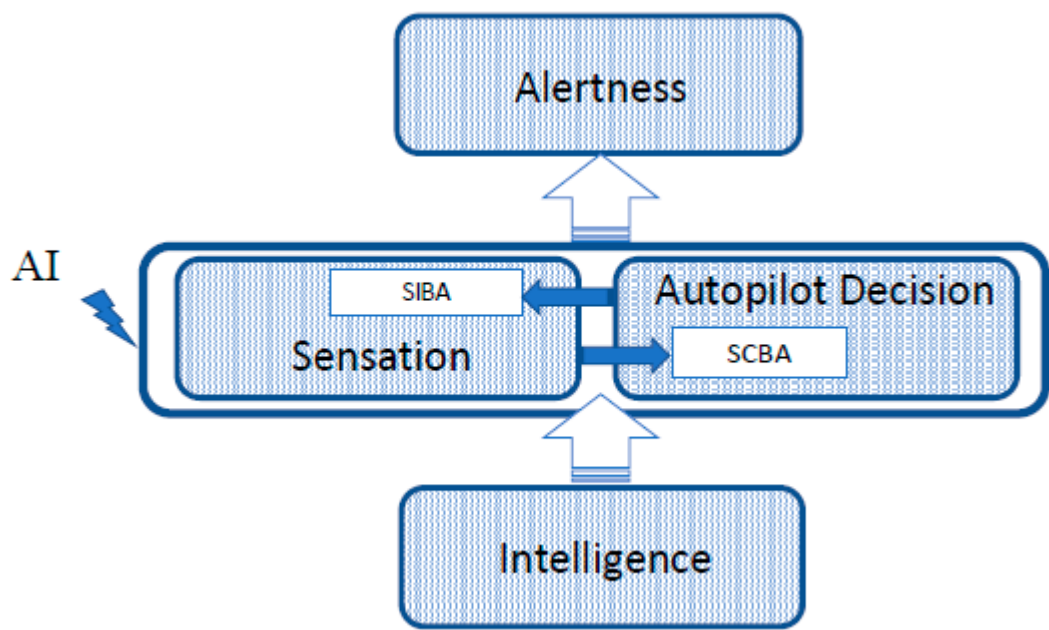 Alertness
AI
SIBA
Autopilot Decision
Sensation
SCBA
Intelligence